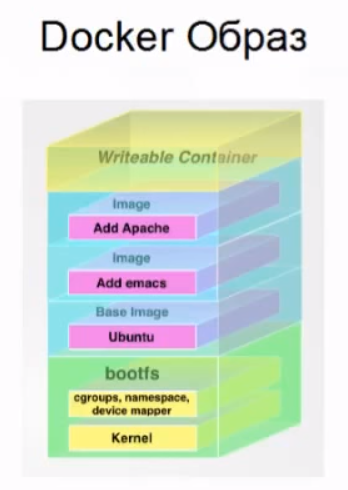 Docker Образ
Writeable Container
Image
Add Apache
Image
Add emacs
Base Image
Ubuntu
bootfs
cgroups, namespace,
device mapper
Kernel